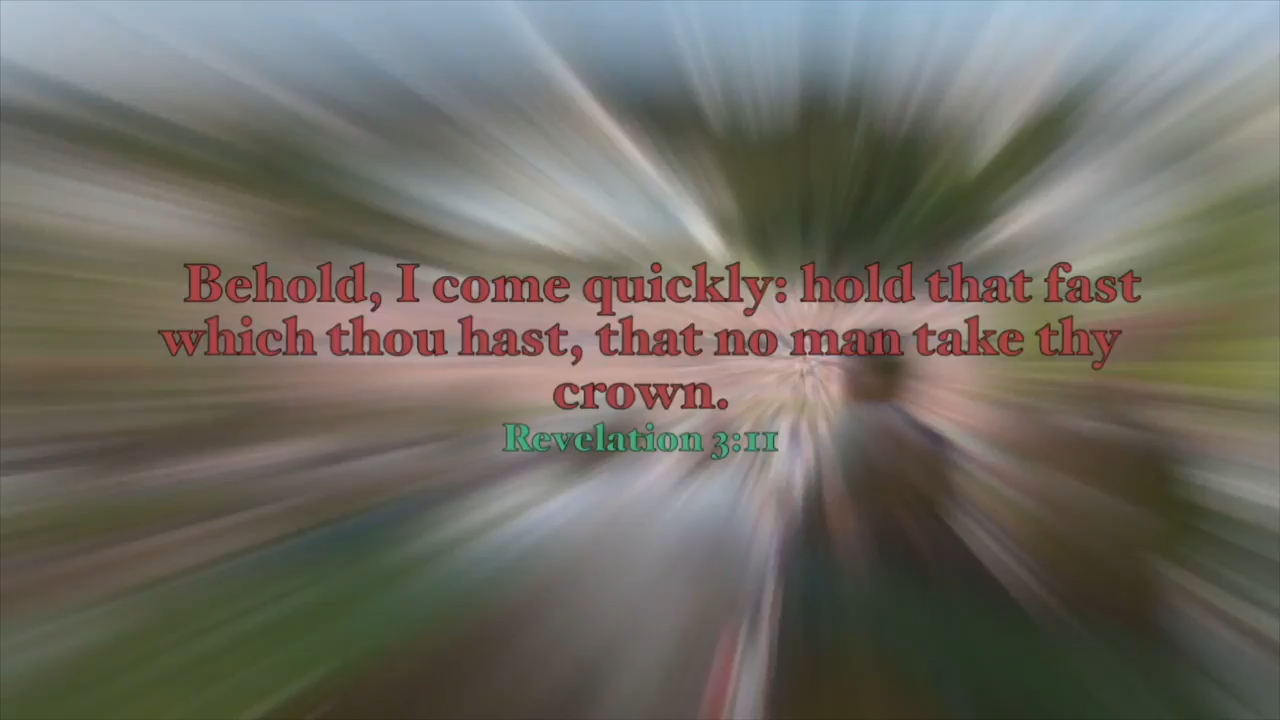 Behold, I come quickly: hold that fast
which thou hast, that no man take thy
crown.
Revelation 3:11